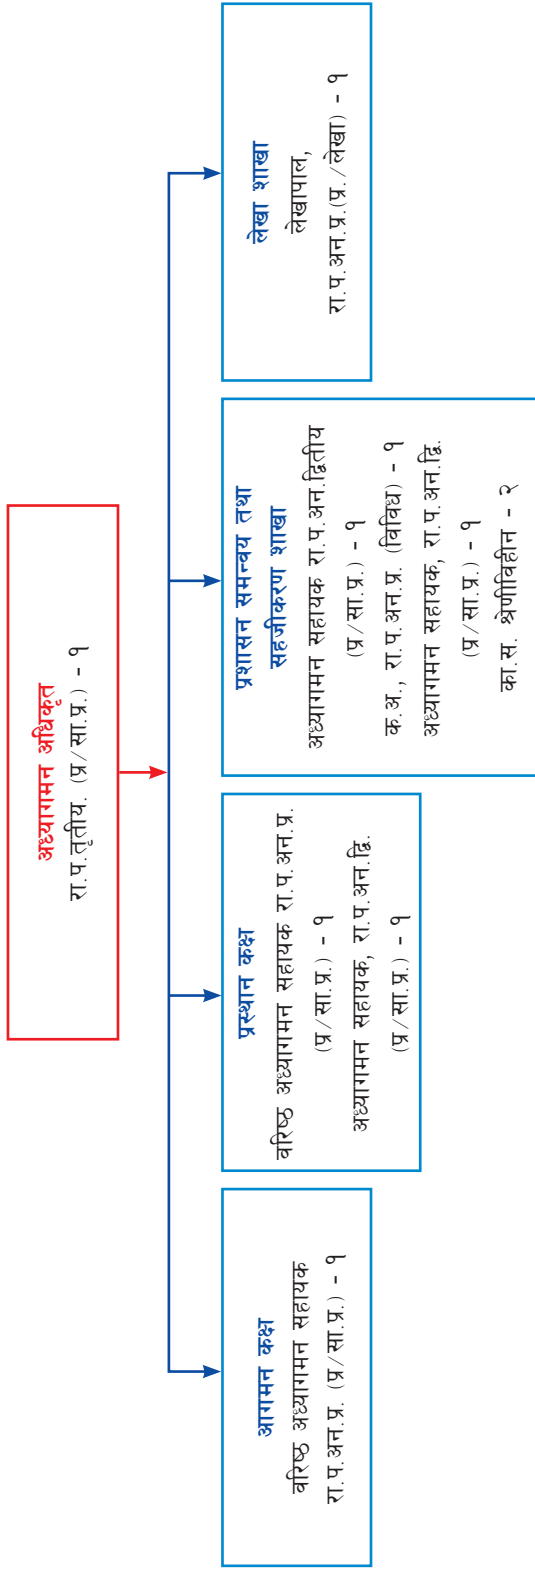 अध्यागमन अधिकृत
रा.प.तृतीय. (प्र/सा.प्र.) - १
आगमन कक्ष
वरिष्ठ अध्यागमन सहायक
रा.प.अन.प्र. (प्र/सा.प्र.) - १
प्रस्थान कक्ष
वरिष्ठ अध्यागमन सहायक रा.प.अन.प्र.
(प्र/सा.प्र.) - १
अध्यागमन सहायक, रा.प.अन.द्वि.
(प्र/सा.प्र.) - १
प्रशासन समन्वय तथा
सहजीकरण शाखा
अध्यागमन सहायक रा.प.अन.द्वितीय
(प्र/सा.प्र.) - १
क.अ., रा.प.अन.प्र. (विविध) - १
अध्यागमन सहायक, रा.प.अन.द्वि.
(प्र/सा.प्र.) - १
का.स. श्रेणीविहीन - २
लेखा शाखा
लेखापाल,
रा.प.अन.प्र.(प्र./लेखा) - १